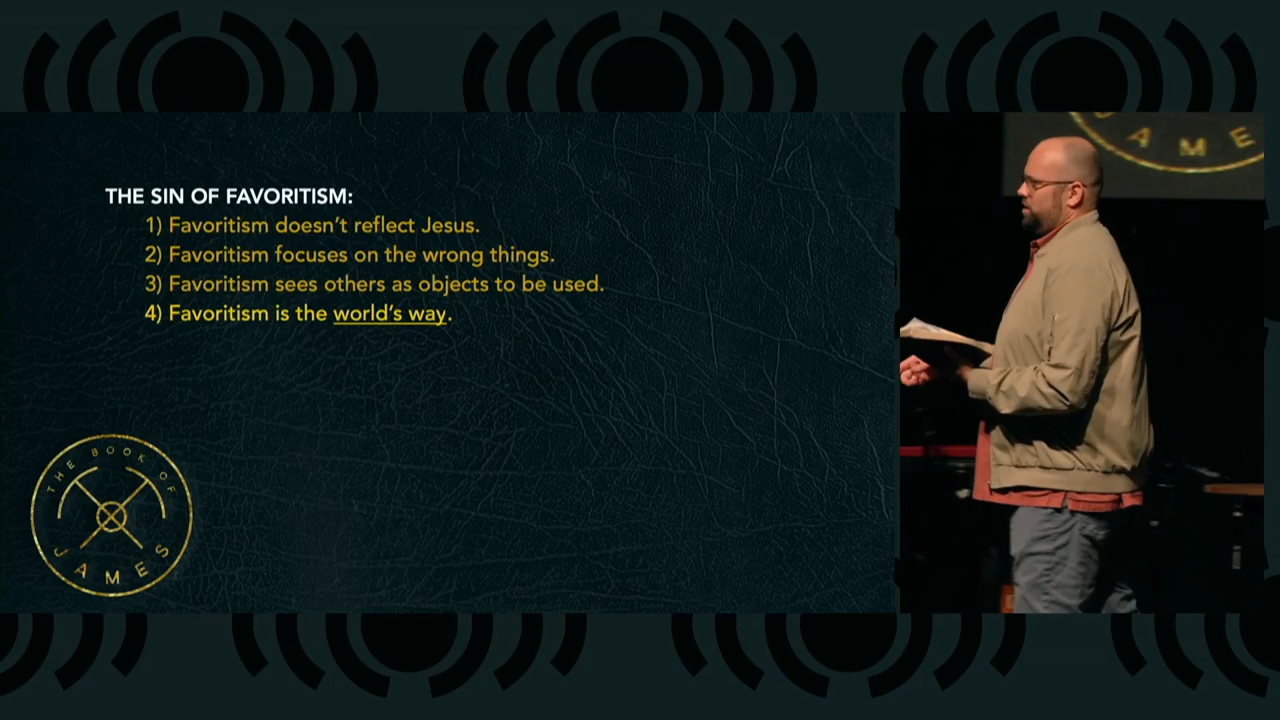 THE SIN OF FAVORITISM:
1) Favoritism doesn't reflect Jesus.
2) Favoritism focuses on the wrong things.
3) Favoritism sees others as objects to be used.
4) Favoritism is the world's way.
THE BOOK OF
JAMES
AME